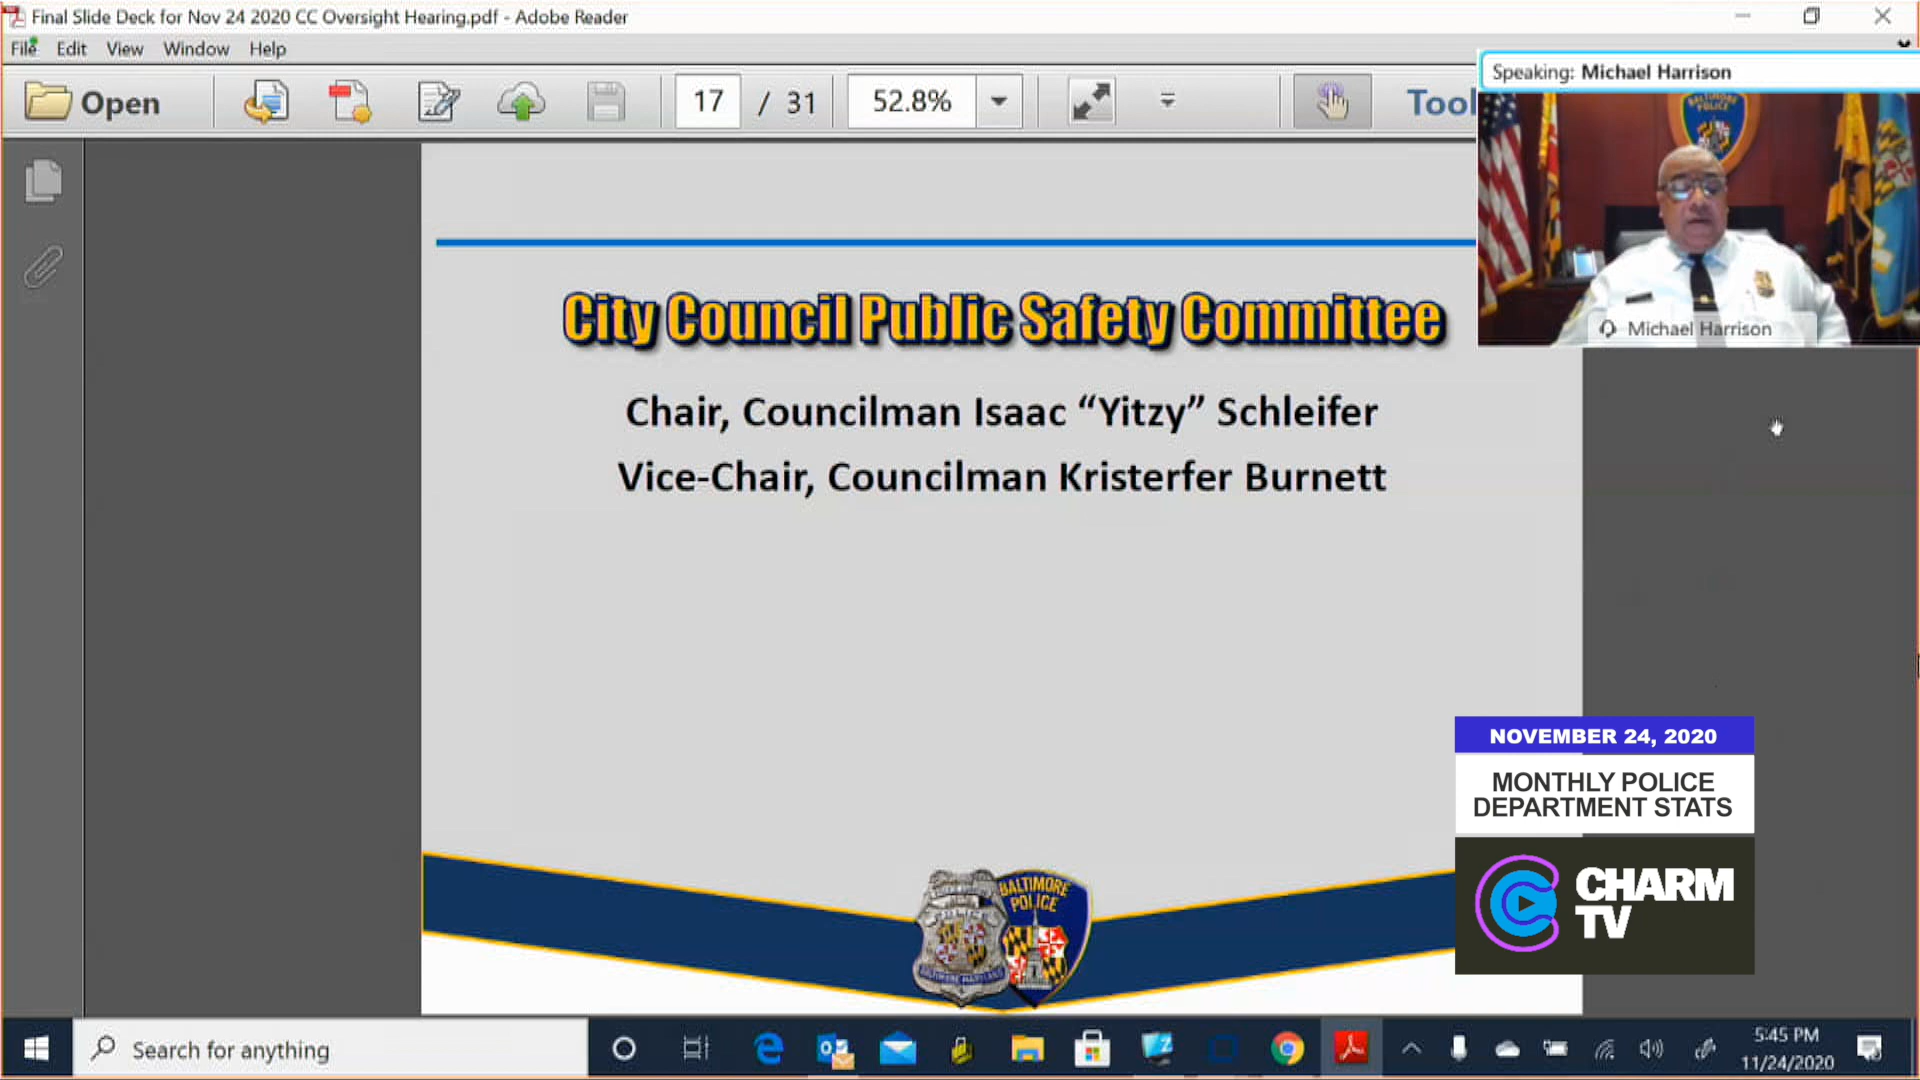 Final Slide Deck for Nov 24 2020 CC Oversight Hearing.pdf - Adobe Reader
File Edit View Window Help
Open 17 / 31 52.8% Tool
Speaking: Michael Harrison
BALTIMORE
POLICE
Michael Harrison
City Council Public Safety Committee
Chair, Councilman Isaac “Yitzy” Schleifer
Vice-Chair, Councilman Kristerfer Burnett
NOVEMBER 24, 2020
MONTHLY POLICE
DEPARTMENT STATS
CHARM
TV
BALTIMORE
POLICE
Search for anything
5:45 PM
11/24/2020